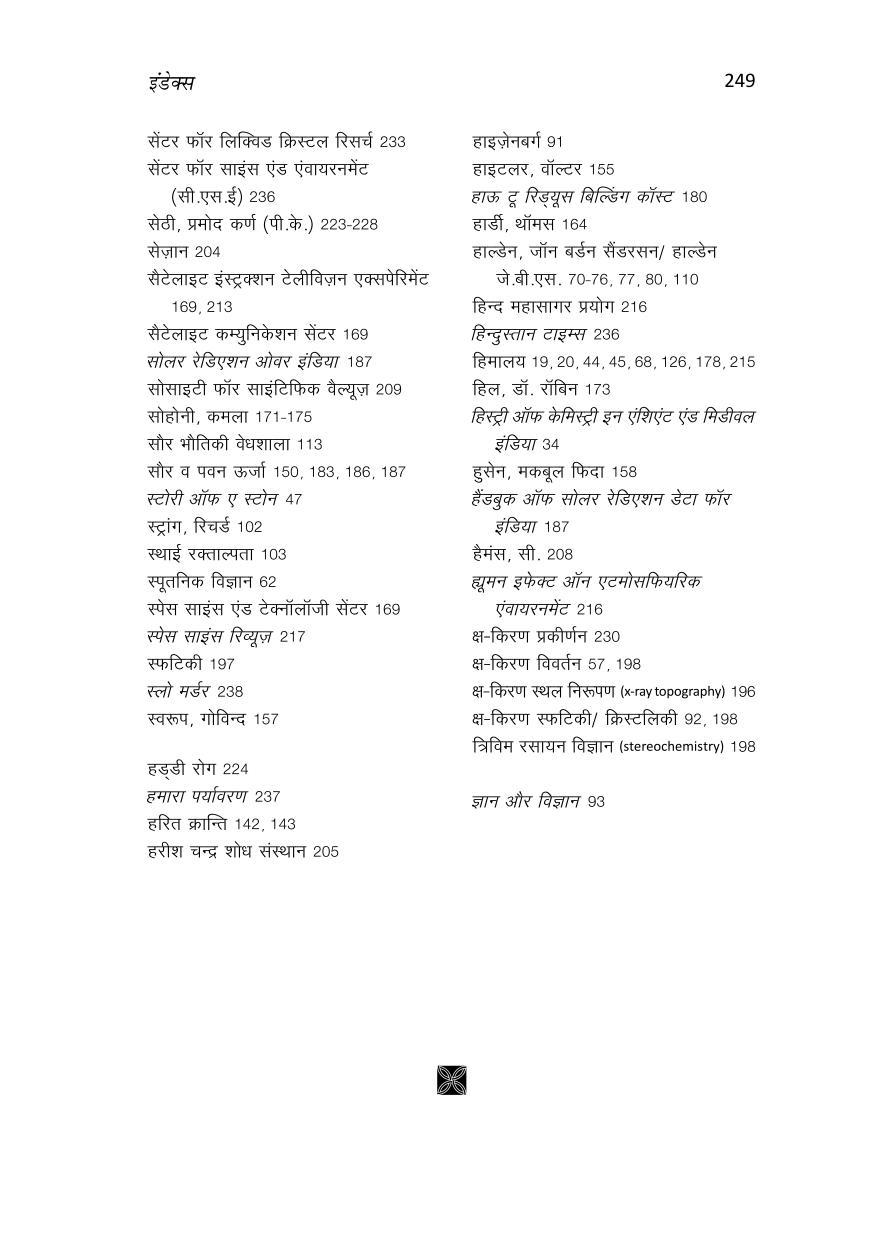 इंडेक्स
249
सेंटर फॉर लिक्विड क्रिस्टल रिसर्च 233
सेंटर फॉर साइंस एंड एंवायरनमेंट
(सी.एस.ई) 236
सेठी, प्रमोद कर्ण (पी.के.) 223-228
सेज़ान 204
सैटेलाइट इंस्ट्रक्शन टेलीविज़न एक्सपेरिमेंट
169, 213
सैटेलाइट कम्युनिकेशन सेंटर 169
सोलर रेडिएशन ओवर इंडिया 187
सोसाइटी फॉर साइंटिफिक वैल्यूज़ 209
सोहोनी, कमला 171-175
सौर भौतिकी वेधशाला 113
सौर व पवन ऊर्जा 150, 183, 186, 187
स्टोरी ऑफ ए स्टोन 47
स्ट्रांग, रिचर्ड 102
स्थाई रक्ताल्पता 103
स्पूतनिक विज्ञान 62
स्पेस साइंस एंड टेक्नॉलॉजी सेंटर 169
स्पेस साइंस रिव्यूज़ 217
स्फटिकी 197
स्लो मर्डर 238
स्वरूप, गोविन्द 157
हड्डी रोग 224
हमारा पर्यावरण 237
हरित क्रान्ति 142, 143
हरीश चन्द्र शोध संस्थान 205
हाइज़ेनबर्ग 91
हाइटलर, वॉल्टर 155
हाऊ टू रिड्यूस बिल्डिंग कॉस्ट 180
हार्डी, थॉमस 164
हाल्डेन, जॉन बर्डन सैंडरसन/ हाल्डेन
जे.बी.एस. 70-76, 77, 80, 110
हिन्द महासागर प्रयोग 216
हिन्दुस्तान टाइम्स 236
हिमालय 19, 20, 44, 45, 68, 126, 178, 215
हिल, डॉ. रॉबिन 173
हिस्ट्री ऑफ केमिस्ट्री इन एंशिएंट एंड मिडीवल
इंडिया 34
हुसेन, मकबूल फिदा 158
हैंडबुक ऑफ सोलर रेडिएशन डेटा फॉर
इंडिया 187
हैमंस, सी. 208
ह्यूमन इफेक्ट ऑन एटमोसफियरिक
एंवायरनमेंट 216
क्ष-किरण प्रकीर्णन 230
क्ष-किरण विवर्तन 57, 198
क्ष-किरण स्थल निरूपण (x-ray topography) 196
क्ष-किरण स्फटिकी/ क्रिस्टलिकी 92, 198
त्रिविम रसायन विज्ञान (stereochemistry) 198
ज्ञान और विज्ञान 93